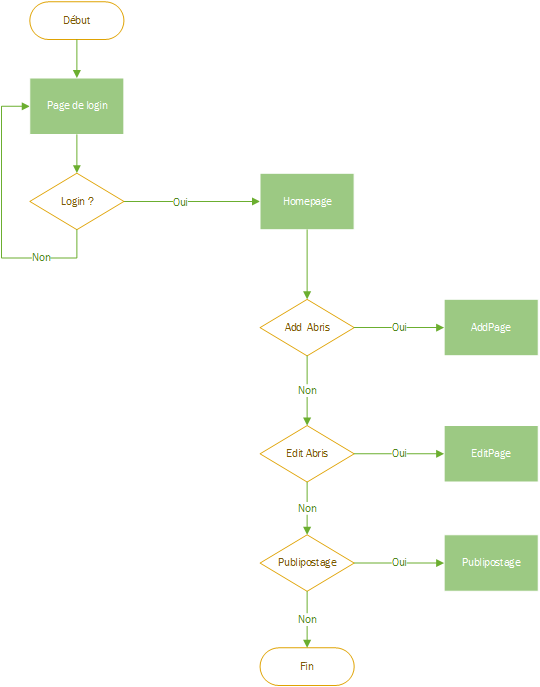 Début
Page de login
Login ?
Oui
Homepage
Non
Add Abris
Oui
AddPage
Non
Edit Abris
Oui
EditPage
Non
Publipostage
Oui
Publipostage
Non
Fin